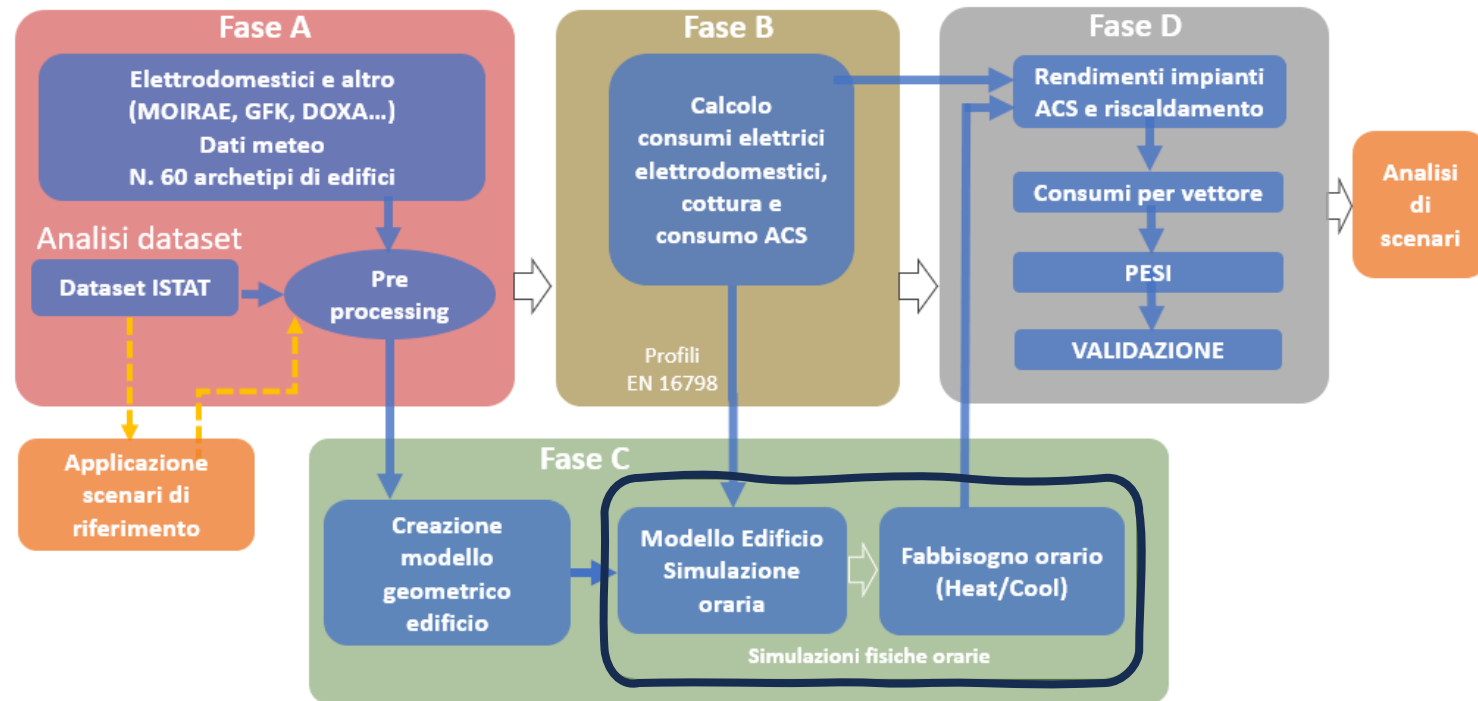 Fase A
Elettrodomestici e altro
(MOIRAE, GFK, DOXA...)
Dati meteo
N. 60 archetipi di edifici
Analisi dataset
Dataset ISTAT
Pre
processing
Applicazione
scenari di
riferimento
Fase B
Calcolo
consumi elettrici
elettrodomestici,
cottura e
consumo ACS
Profili
EN 16798
Fase C
Creazione
modello
geometrico
edificio
Modello Edificio
Simulazione
oraria
Fabbisogno orario
(Heat/Cool)
Simulazioni fisiche orarie
Fase D
Rendimenti impianti
ACS e riscaldamento
Consumi per vettore
PESI
VALIDAZIONE
Analisi
di
scenari